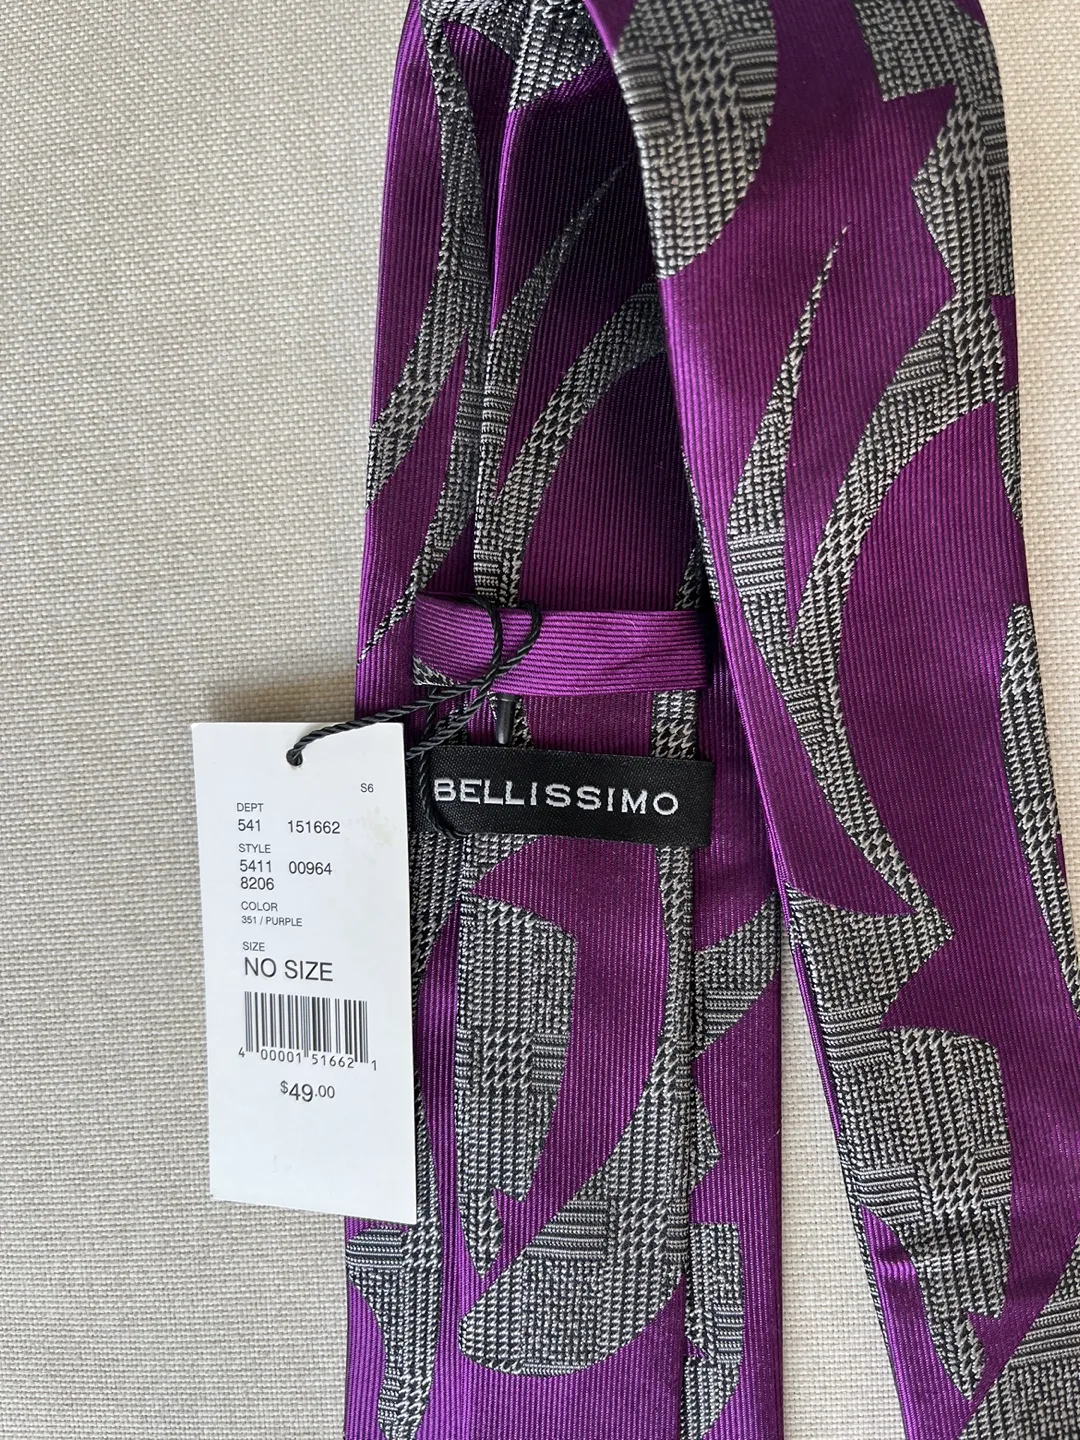 S6
DEPT
541 151662
STYLE
5411 00964
8206
COLOR
351 / PURPLE
SIZE
NO SIZE
4 00001 51662 1
$49.00
BELLISSIMO